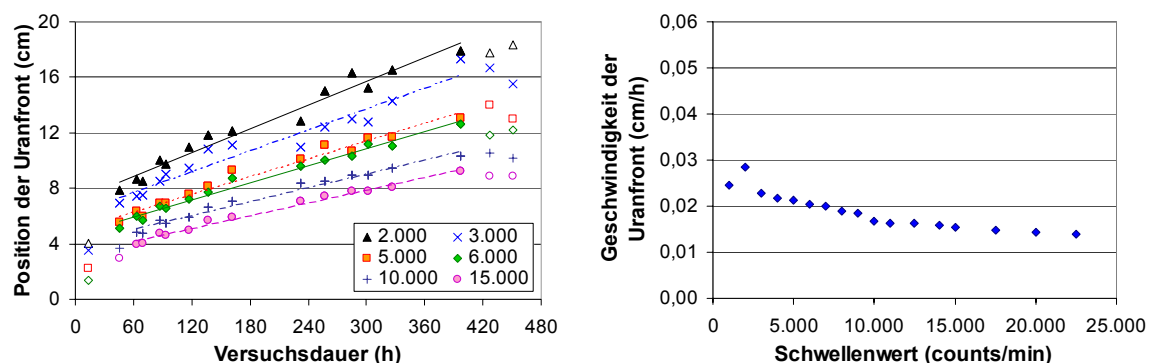 20
16
12
8
4
0
Position der Uranfront (cm)
2.000
3.000
5.000
6.000
10.000
15.000
0 60 120 180 240 300 360 420 480
Versuchsdauer (h)
0,06
0,05
0,04
0,03
0,02
0,01
0,00
Geschwindigkeit der
Uranfront (cm/h)
0 5.000 10.000 15.000 20.000 25.000
Schwellenwert (counts/min)